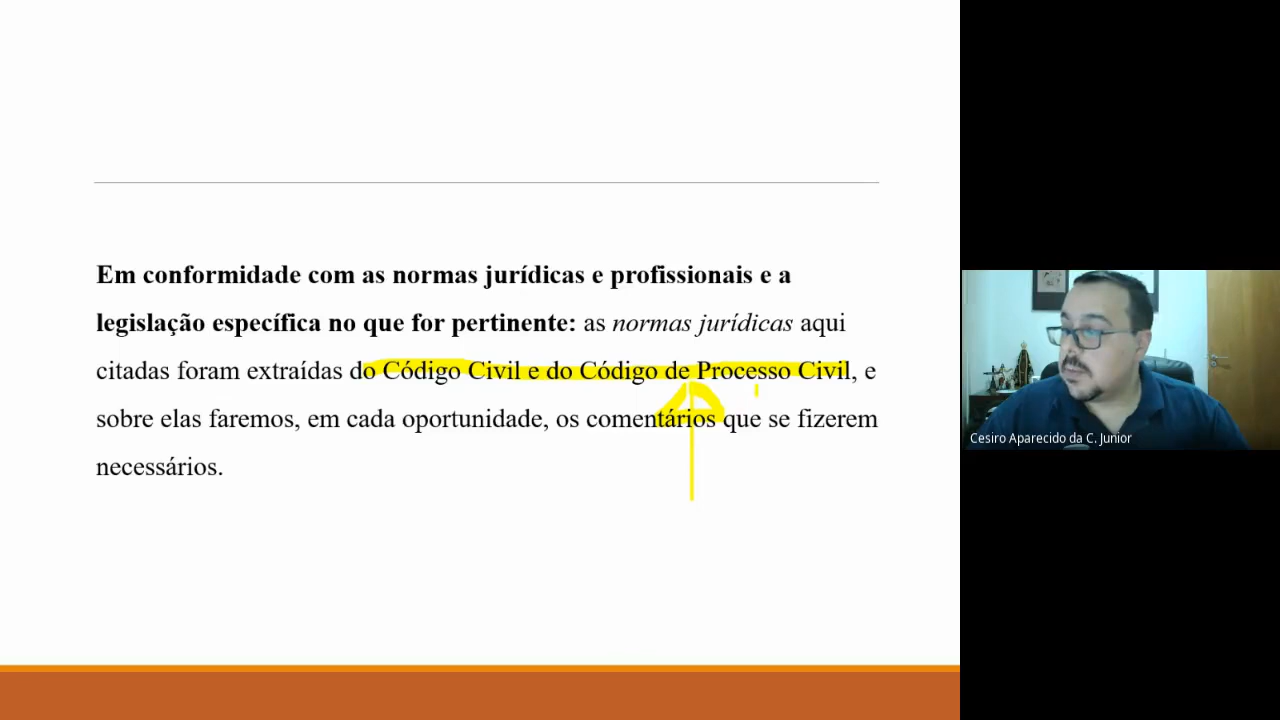 Em conformidade com as normas jurídicas e profissionais e a
legislação específica no que for pertinente: as normas jurídicas aqui
citadas foram extraídas do Código Civil e do Código de Processo Civil, e
sobre elas faremos, em cada oportunidade, os comentários que se fizerem
necessários.
Cesiro Aparecido da C. Junior